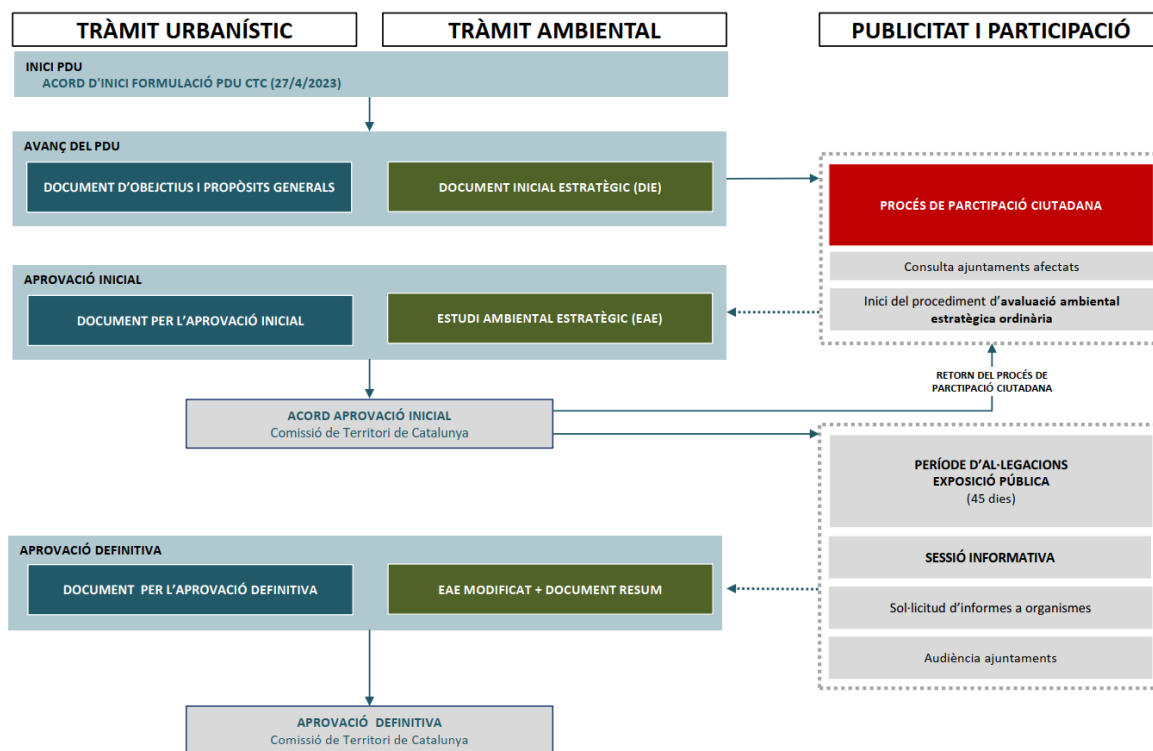 TRÀMIT URBANÍSTIC
TRÀMIT AMBIENTAL
PUBLICITAT I PARTICIPACIÓ
INICI PDU
ACORD D'INICI FORMULACIÓ PDU CTC (27/4/2023)
AVANÇ DEL PDU
DOCUMENT D'OBEJCTIUS I PROPÒSITS GENERALS
DOCUMENT INICIAL ESTRATÈGIC (DIE)
PROCÉS DE PARCTIPACIÓ CIUTADANA
Consulta ajuntaments afectats
Inici del procediment d'avaluació ambiental
estratègica ordinària
APROVACIÓ INICIAL
DOCUMENT PER L'APROVACIÓ INICIAL
ESTUDI AMBIENTAL ESTRATÈGIC (EAE)
RETORN DEL PROCÉS DE
PARCTIPACIÓ CIUTADANA
ACORD APROVACIÓ INICIAL
Comissió de Territori de Catalunya
PERÍODE D'AL·LEGACIONS
EXPOSICIÓ PÚBLICA
(45 dies)
SESSIÓ INFORMATIVA
Sol·licitud d'informes a organismes
Audiència ajuntaments
APROVACIÓ DEFINITIVA
DOCUMENT PER L'APROVACIÓ DEFINITIVA
EAE MODIFICAT + DOCUMENT RESUM
APROVACIÓ DEFINITIVA
Comissió de Territori de Catalunya